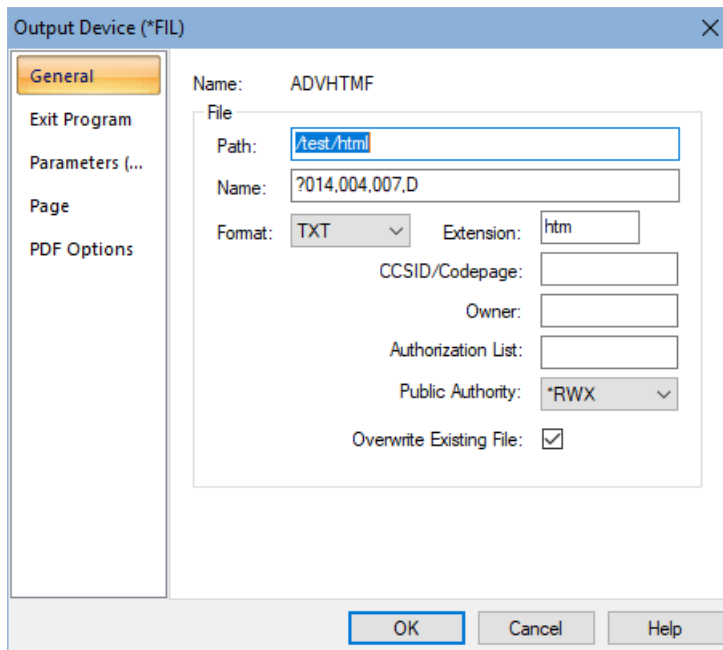 Output Device (*FIL)
General
Exit Program
Parameters (...
Page
PDF Options
Name: ADVHTMF
File
Path: /test/html
Name: ?014,004,007,D
Format: TXT Extension: htm
CCSID/Codepage:
Owner:
Authorization List:
Public Authority: *RWX
Overwrite Existing File:
OK Cancel Help